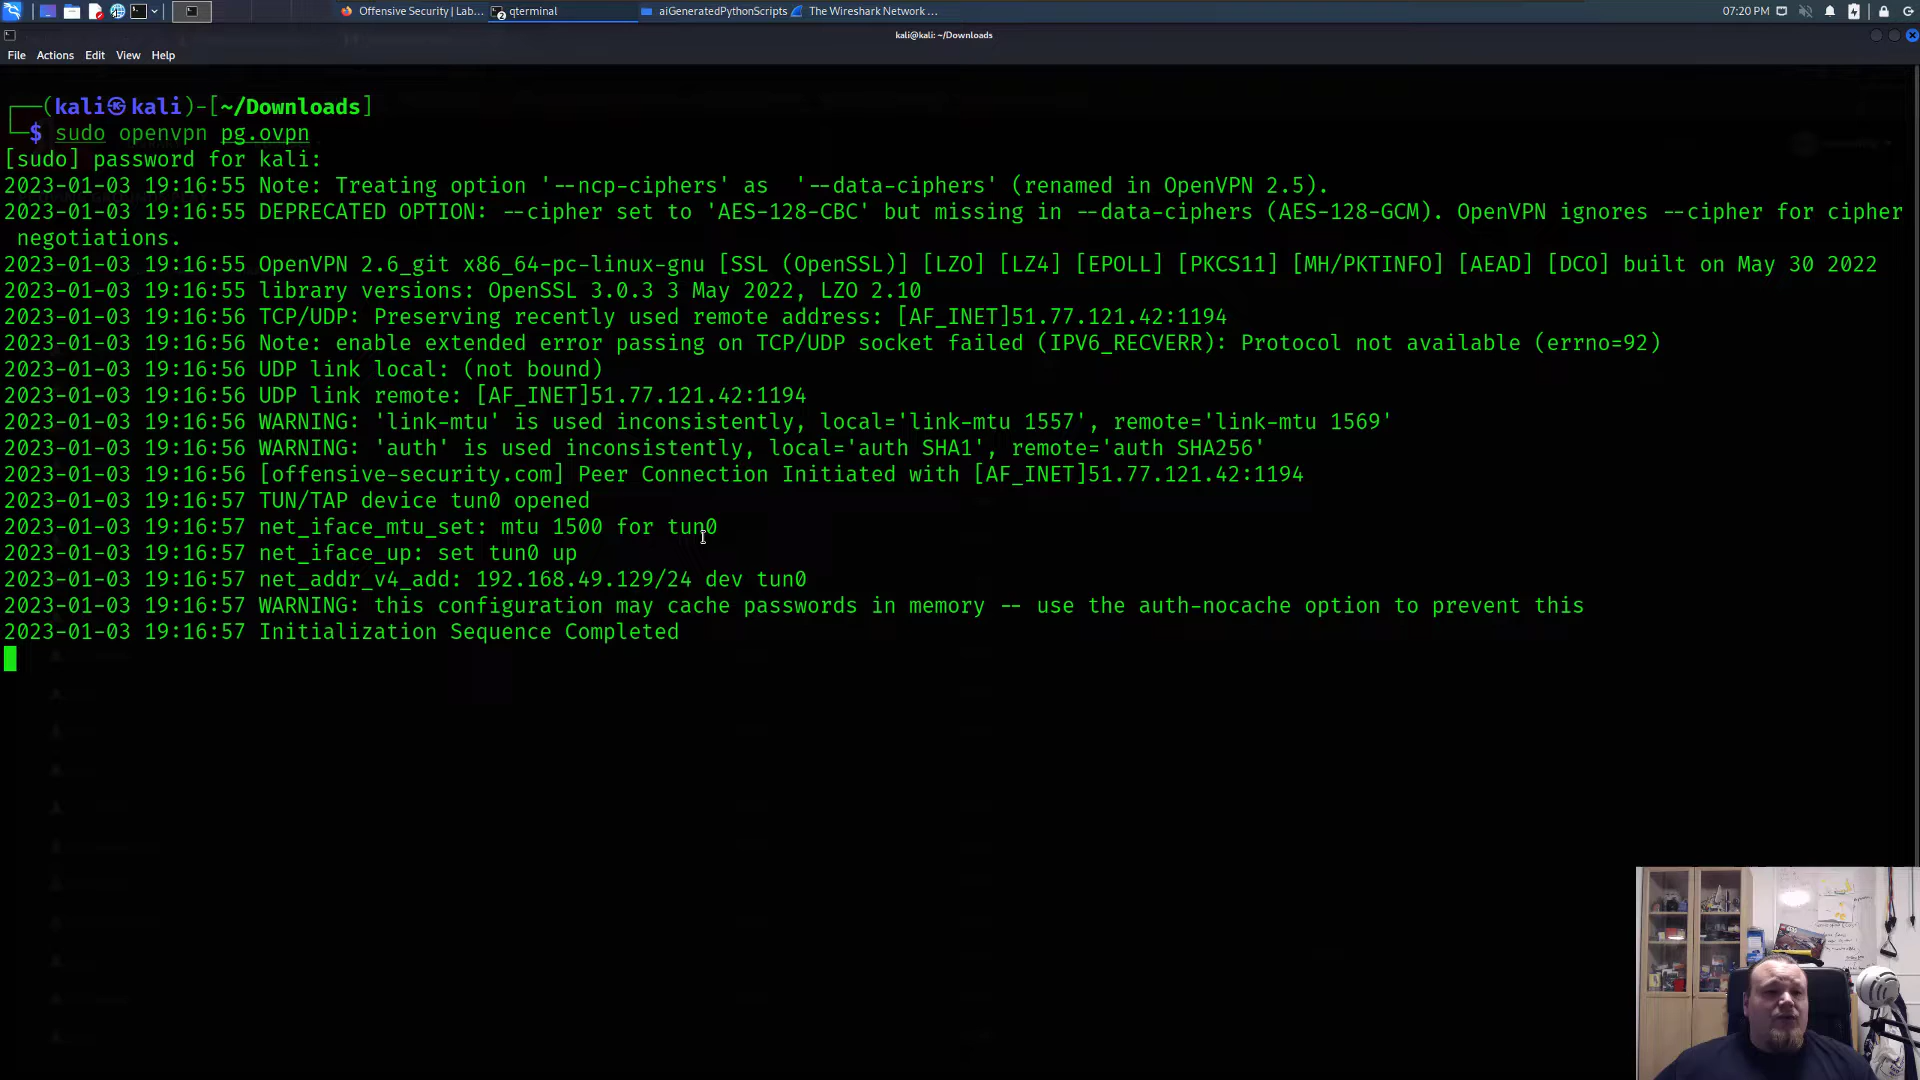 Offensive Security | Lab...
qterminal
aiGeneratedPythonScripts
The Wireshark Network ...
07:20 PM
kali@kali: ~/Downloads
File Actions Edit View Help
┌──(kali㉿kali)-[~/Downloads]
└─$ sudo openvpn pg.ovpn
[sudo] password for kali:
2023-01-03 19:16:55 Note: Treating option '--ncp-ciphers' as  '--data-ciphers' (renamed in OpenVPN 2.5).
2023-01-03 19:16:55 DEPRECATED OPTION: --cipher set to 'AES-128-CBC' but missing in --data-ciphers (AES-128-GCM). OpenVPN ignores --cipher for cipher
negotiations.
2023-01-03 19:16:55 OpenVPN 2.6_git x86_64-pc-linux-gnu [SSL (OpenSSL)] [LZO] [LZ4] [EPOLL] [PKCS11] [MH/PKTINFO] [AEAD] [DCO] built on May 30 2022
2023-01-03 19:16:55 library versions: OpenSSL 3.0.3 3 May 2022, LZO 2.10
2023-01-03 19:16:56 TCP/UDP: Preserving recently used remote address: [AF_INET]51.77.121.42:1194
2023-01-03 19:16:56 Note: enable extended error passing on TCP/UDP socket failed (IPV6_RECVERR): Protocol not available (errno=92)
2023-01-03 19:16:56 UDP link local: (not bound)
2023-01-03 19:16:56 UDP link remote: [AF_INET]51.77.121.42:1194
2023-01-03 19:16:56 WARNING: 'link-mtu' is used inconsistently, local='link-mtu 1557', remote='link-mtu 1569'
2023-01-03 19:16:56 WARNING: 'auth' is used inconsistently, local='auth SHA1', remote='auth SHA256'
2023-01-03 19:16:56 [offensive-security.com] Peer Connection Initiated with [AF_INET]51.77.121.42:1194
2023-01-03 19:16:57 TUN/TAP device tun0 opened
2023-01-03 19:16:57 net_iface_mtu_set: mtu 1500 for tun0
2023-01-03 19:16:57 net_iface_up: set tun0 up
2023-01-03 19:16:57 net_addr_v4_add: 192.168.49.129/24 dev tun0
2023-01-03 19:16:57 WARNING: this configuration may cache passwords in memory -- use the auth-nocache option to prevent this
2023-01-03 19:16:57 Initialization Sequence Completed